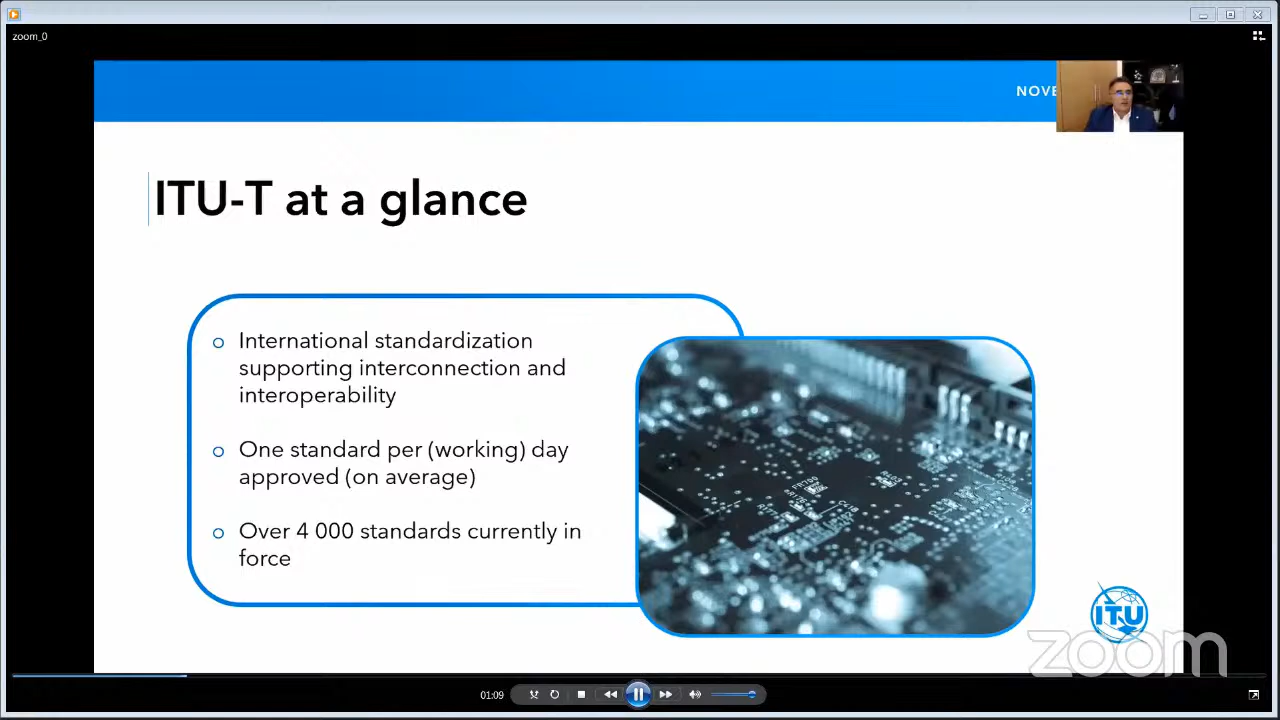 zoom_0
NOVE
ITU-T at a glance
International standardization
supporting interconnection and
interoperability
One standard per (working) day
approved (on average)
Over 4 000 standards currently in
force
ITU
zoom
01:09